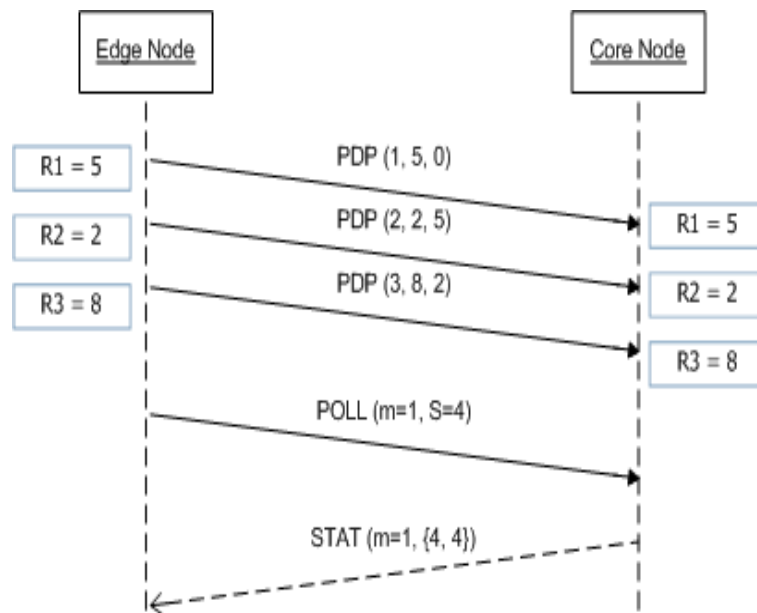 Edge Node
Core Node
PDP (1, 5, 0)
R1 = 5
R1 = 5
PDP (2, 2, 5)
R2 = 2
R2 = 2
PDP (3, 8, 2)
R3 = 8
R3 = 8
POLL (m=1, S=4)
STAT (m=1, {4, 4})